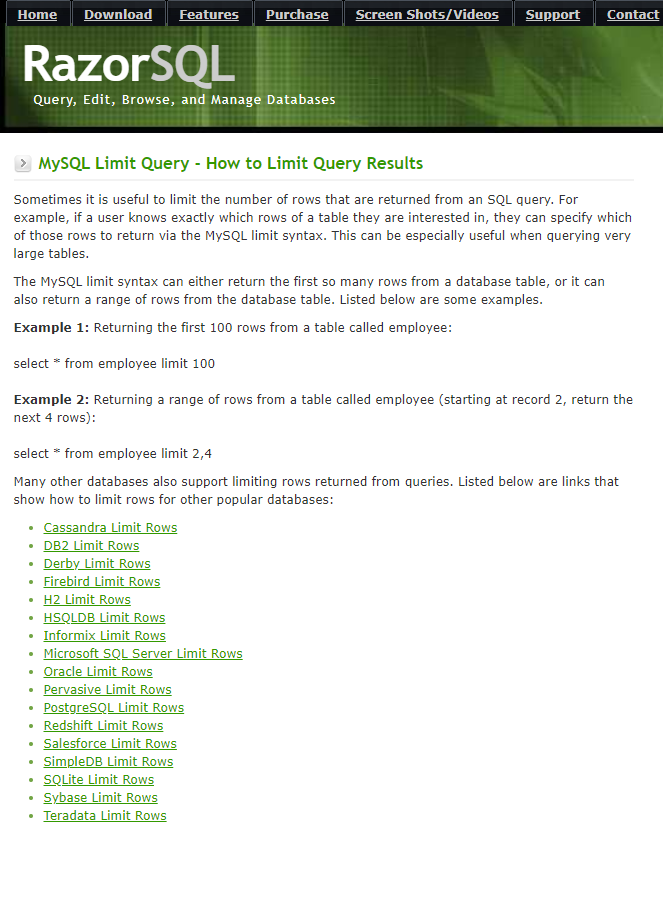 Home Download Features Purchase Screen Shots/Videos Support Contact
RazorSQL
Query, Edit, Browse, and Manage Databases
MySQL Limit Query - How to Limit Query Results
Sometimes it is useful to limit the number of rows that are returned from an SQL query. For
example, if a user knows exactly which rows of a table they are interested in, they can specify which
of those rows to return via the MySQL limit syntax. This can be especially useful when querying very
large tables.
The MySQL limit syntax can either return the first so many rows from a database table, or it can
also return a range of rows from the database table. Listed below are some examples.
Example 1: Returning the first 100 rows from a table called employee:
select * from employee limit 100
Example 2: Returning a range of rows from a table called employee (starting at record 2, return the
next 4 rows):
select * from employee limit 2,4
Many other databases also support limiting rows returned from queries. Listed below are links that
show how to limit rows for other popular databases:
• Cassandra Limit Rows
• DB2 Limit Rows
• Derby Limit Rows
• Firebird Limit Rows
• H2 Limit Rows
• HSQLDB Limit Rows
• Informix Limit Rows
• Microsoft SQL Server Limit Rows
• Oracle Limit Rows
• Pervasive Limit Rows
• PostgreSQL Limit Rows
• Redshift Limit Rows
• Salesforce Limit Rows
• SimpleDB Limit Rows
• SQLite Limit Rows
• Sybase Limit Rows
• Teradata Limit Rows